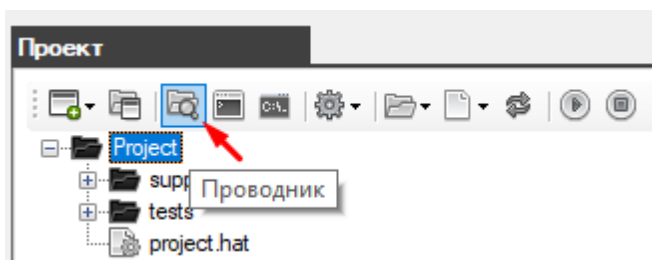 Проект
C:\.
Project
supp
Проводник
tests
project.hat